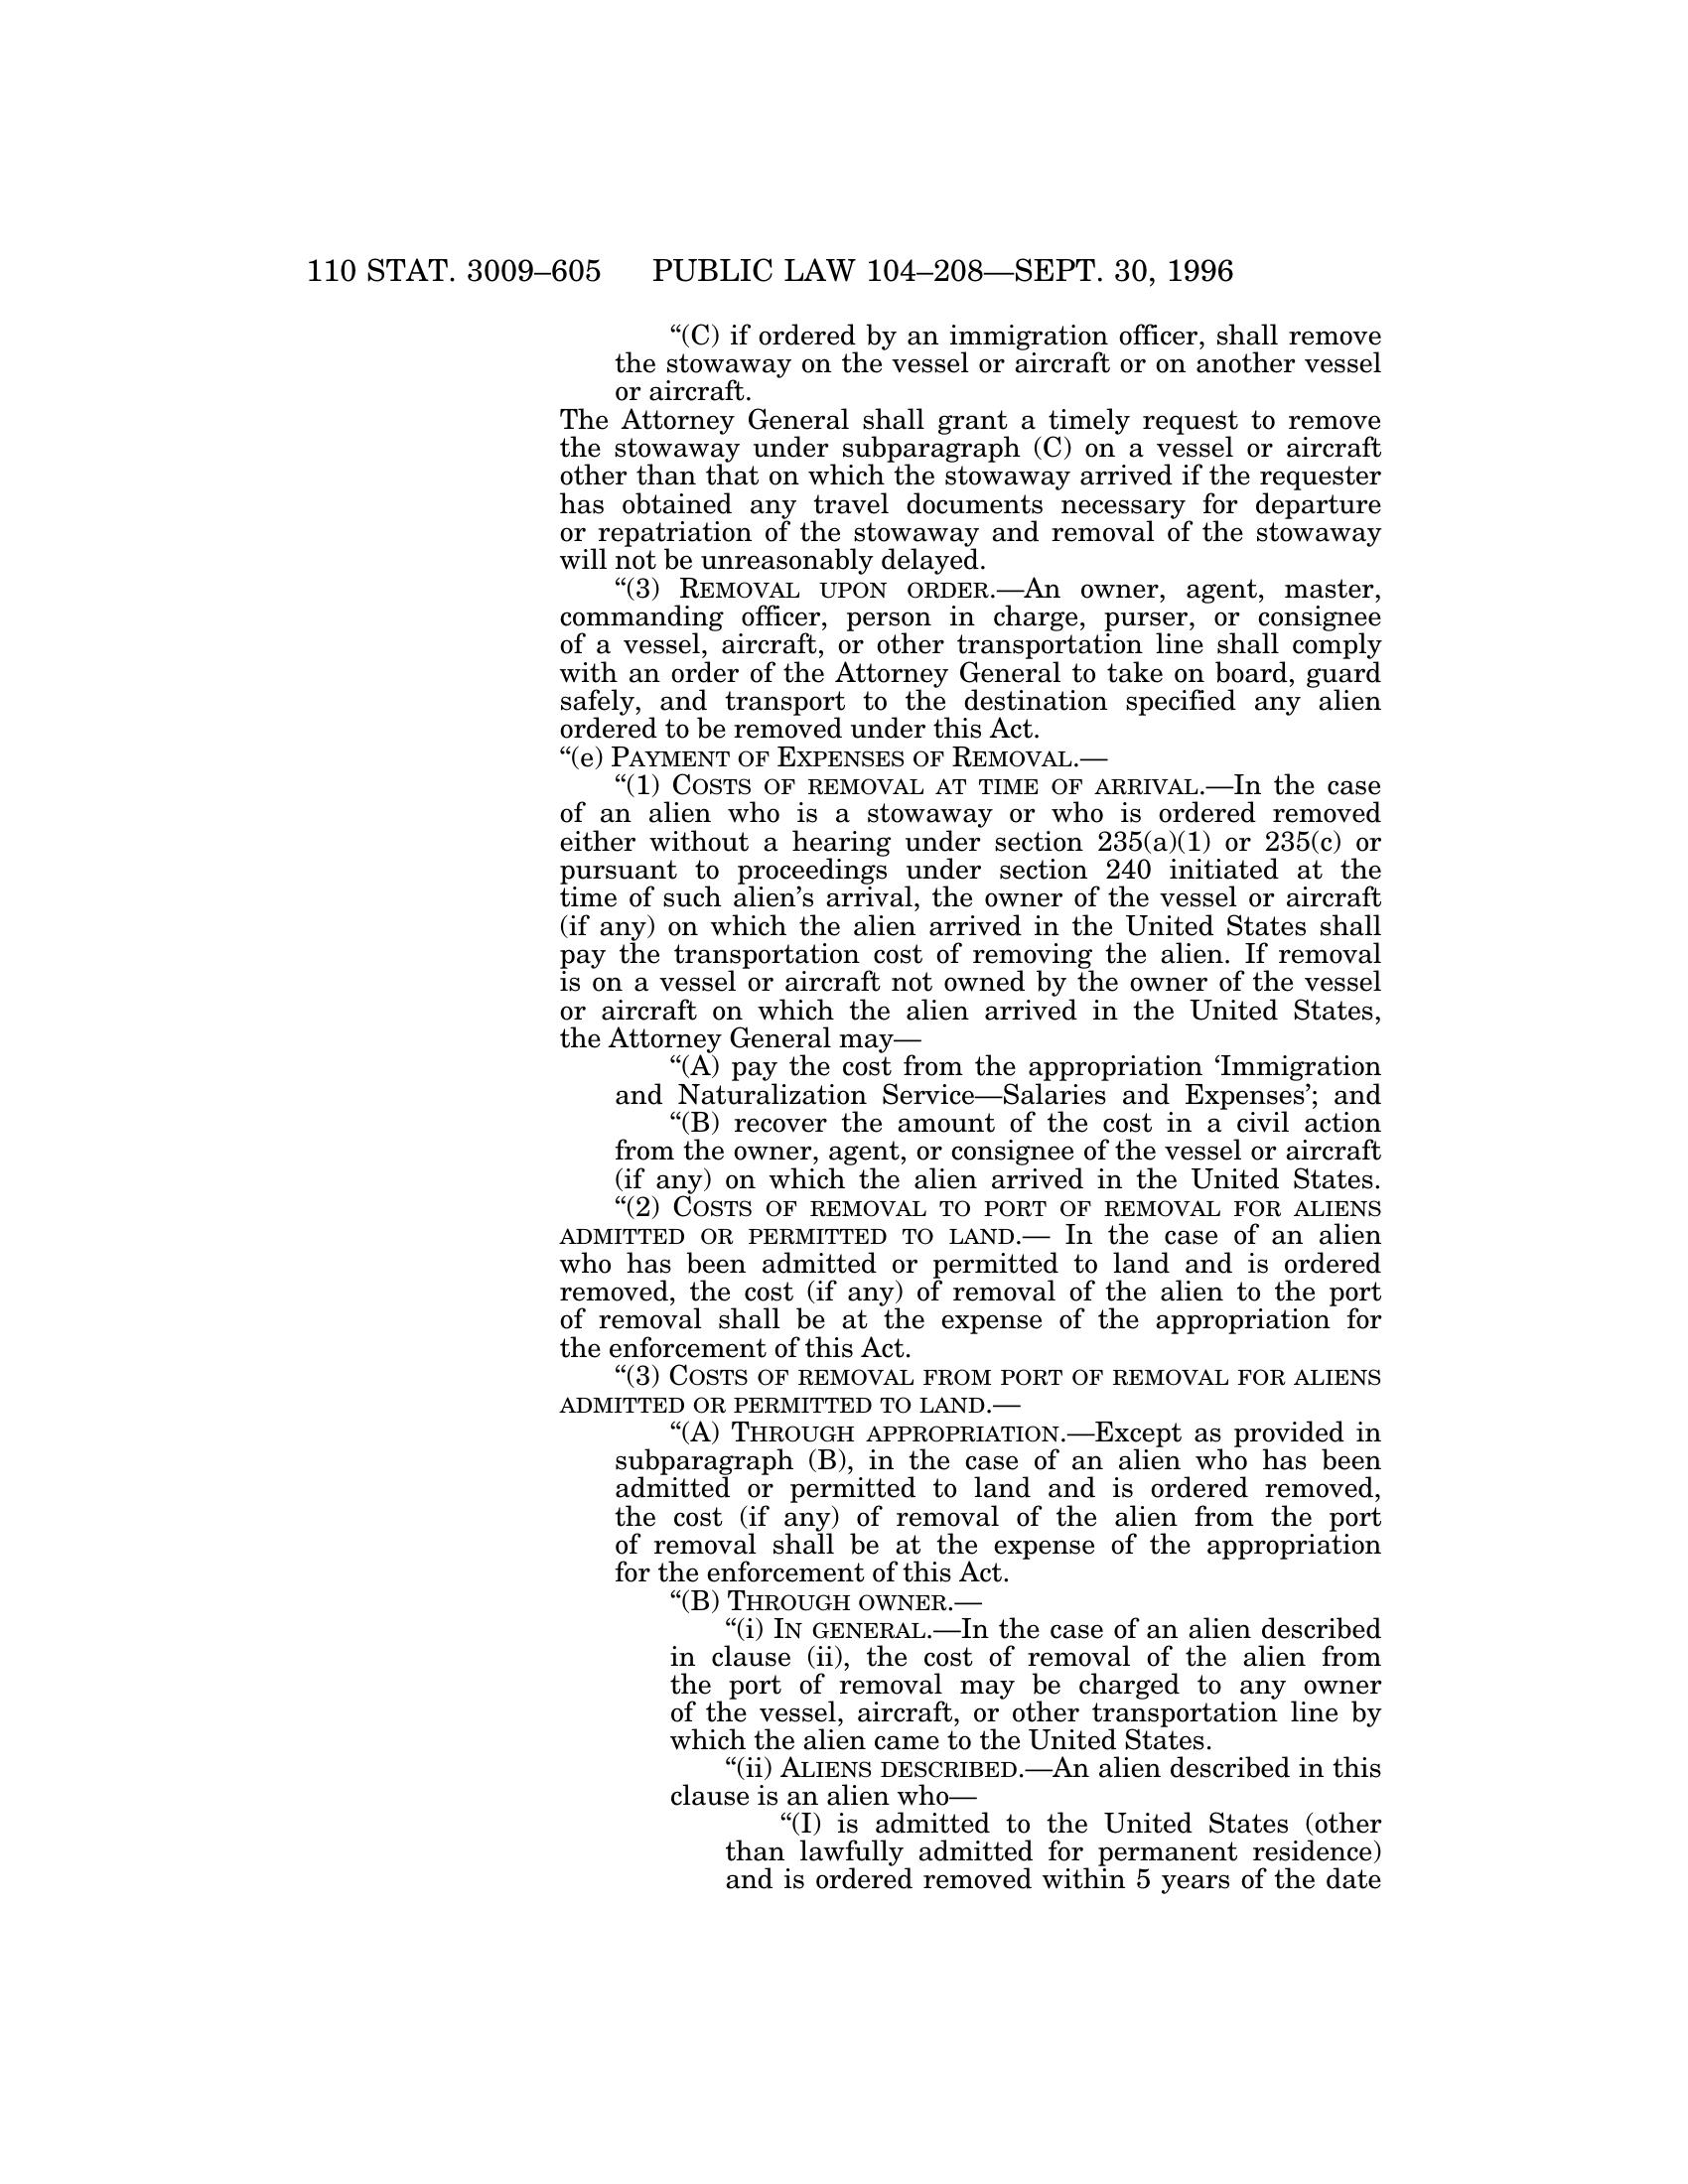 110 STAT. 3009–605 PUBLIC LAW 104–208—SEPT. 30, 1996
“(C) if ordered by an immigration officer, shall remove
the stowaway on the vessel or aircraft or on another vessel
or aircraft.
The Attorney General shall grant a timely request to remove
the stowaway under subparagraph (C) on a vessel or aircraft
other than that on which the stowaway arrived if the requester
has obtained any travel documents necessary for departure
or repatriation of the stowaway and removal of the stowaway
will not be unreasonably delayed.
“(3) REMOVAL UPON ORDER.—An owner, agent, master,
commanding officer, person in charge, purser, or consignee
of a vessel, aircraft, or other transportation line shall comply
with an order of the Attorney General to take on board, guard
safely, and transport to the destination specified any alien
ordered to be removed under this Act.
“(e) PAYMENT OF EXPENSES OF REMOVAL.—
“(1) COSTS OF REMOVAL AT TIME OF ARRIVAL.—In the case
of an alien who is a stowaway or who is ordered removed
either without a hearing under section 235(a)(1) or 235(c) or
pursuant to proceedings under section 240 initiated at the
time of such alien’s arrival, the owner of the vessel or aircraft
(if any) on which the alien arrived in the United States shall
pay the transportation cost of removing the alien. If removal
is on a vessel or aircraft not owned by the owner of the vessel
or aircraft on which the alien arrived in the United States,
the Attorney General may—
“(A) pay the cost from the appropriation ‘Immigration
and Naturalization Service—Salaries and Expenses’; and
“(B) recover the amount of the cost in a civil action
from the owner, agent, or consignee of the vessel or aircraft
(if any) on which the alien arrived in the United States.
“(2) COSTS OF REMOVAL TO PORT OF REMOVAL FOR ALIENS
ADMITTED OR PERMITTED TO LAND.— In the case of an alien
who has been admitted or permitted to land and is ordered
removed, the cost (if any) of removal of the alien to the port
of removal shall be at the expense of the appropriation for
the enforcement of this Act.
“(3) COSTS OF REMOVAL FROM PORT OF REMOVAL FOR ALIENS
ADMITTED OR PERMITTED TO LAND.—
“(A) THROUGH APPROPRIATION.—Except as provided in
subparagraph (B), in the case of an alien who has been
admitted or permitted to land and is ordered removed,
the cost (if any) of removal of the alien from the port
of removal shall be at the expense of the appropriation
for the enforcement of this Act.
“(B) THROUGH OWNER.—
“(i) IN GENERAL.—In the case of an alien described
in clause (ii), the cost of removal of the alien from
the port of removal may be charged to any owner
of the vessel, aircraft, or other transportation line by
which the alien came to the United States.
“(ii) ALIENS DESCRIBED.—An alien described in this
clause is an alien who—
“(I) is admitted to the United States (other
than lawfully admitted for permanent residence)
and is ordered removed within 5 years of the date